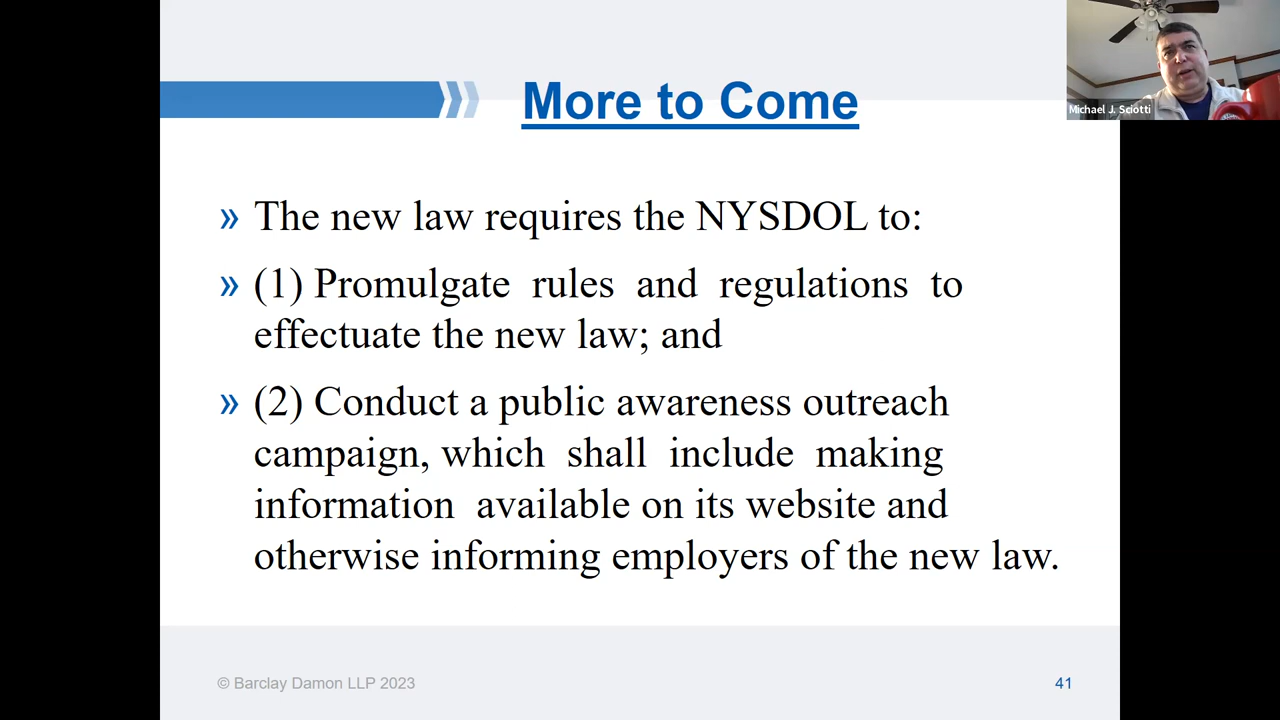 More to Come
Michael J. Sciotti
» The new law requires the NYSDOL to:
» (1) Promulgate rules and regulations to
effectuate the new law; and
» (2) Conduct a public awareness outreach
campaign, which shall include making
information available on its website and
otherwise informing employers of the new law.
© Barclay Damon LLP 2023
41